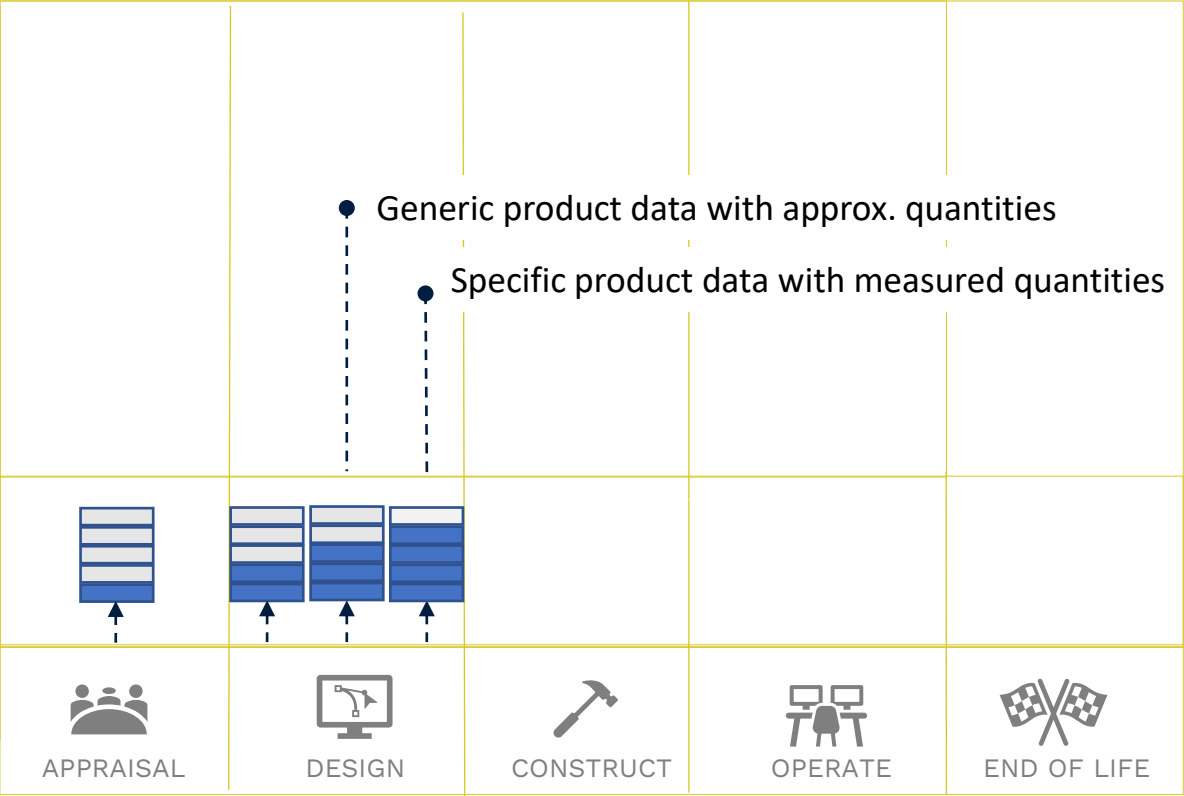 Generic product data with approx. quantities
Specific product data with measured quantities
APPRAISAL
DESIGN
CONSTRUCT
OPERATE
END OF LIFE